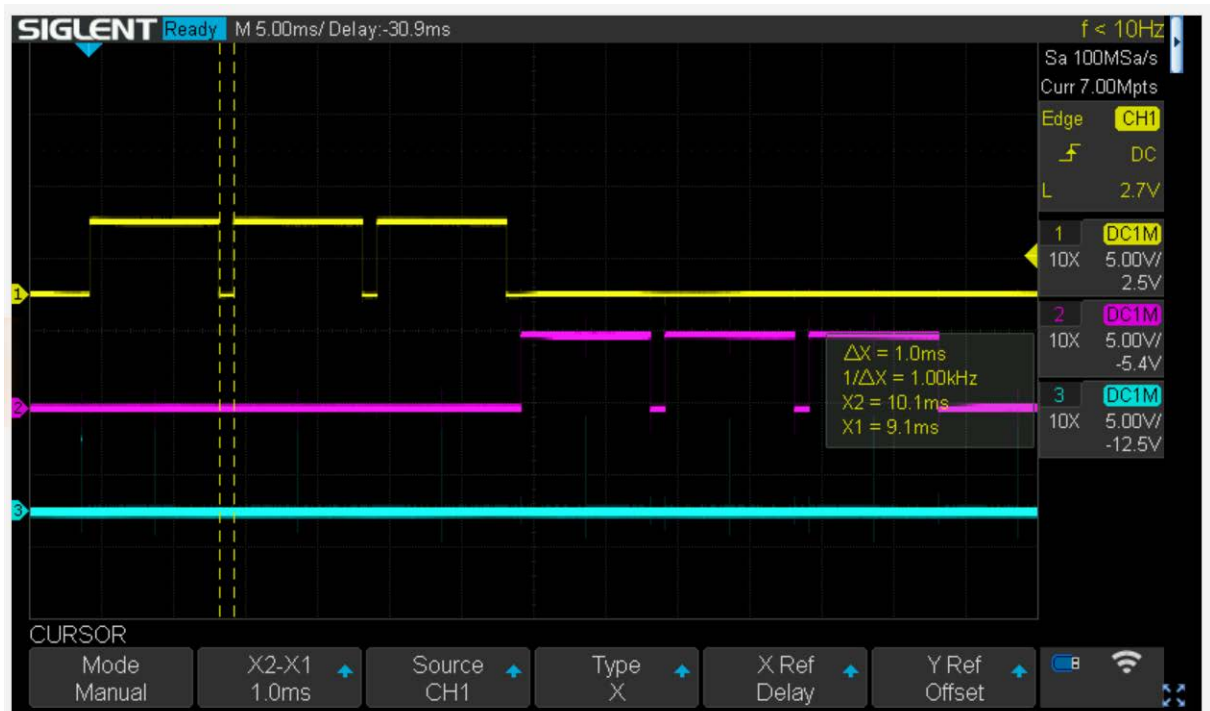 SIGLENT Ready M 5.00ms/ Delay:-30.9ms f < 10Hz
Sa 100MSa/s
Curr 7.00Mpts
Edge CH1
DC
L 2.7V
1 DC1M
10X 5.00V/
2.5V
2 DC1M
10X 5.00V/
-5.4V
3 DC1M
10X 5.00V/
-12.5V
1
2
3
ΔX = 1.0ms
1/ΔX = 1.00kHz
X2 = 10.1ms
X1 = 9.1ms
CURSOR
Mode
Manual
X2-X1
1.0ms
Source
CH1
Type
X
X Ref
Delay
Y Ref
Offset